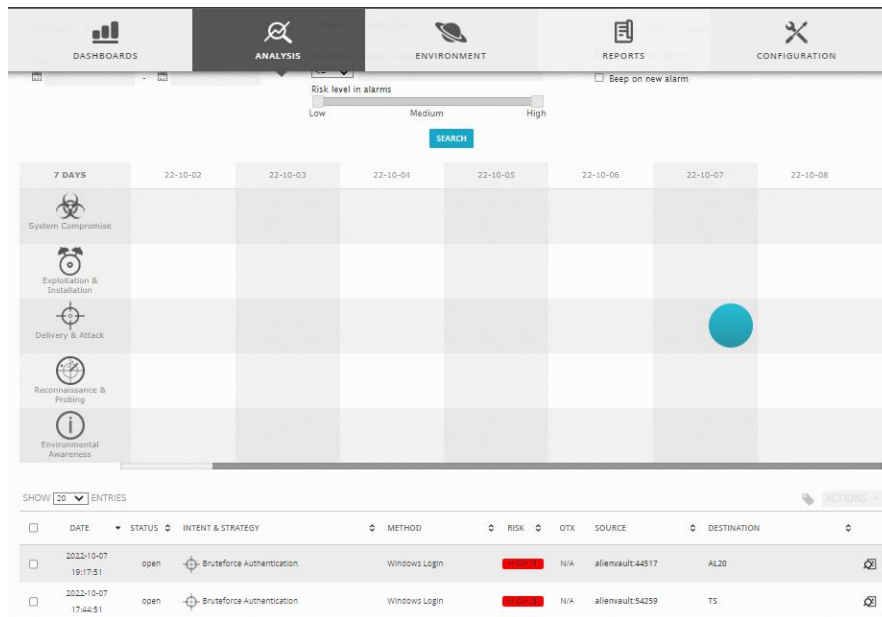 DASHBOARDS
ANALYSIS
ENVIRONMENT
REPORTS
CONFIGURATION
-
Beep on new alarm
Risk level in alarms
Low Medium High
SEARCH
7 DAYS 22-10-02 22-10-03 22-10-04 22-10-05 22-10-06 22-10-07 22-10-08
System Compromise
Exploitation &
Installation
Delivery & Attack
Reconnaissance &
Probing
Environmental
Awareness
SHOW 20 ENTRIES
ACTIONS
DATE STATUS INTENT & STRATEGY METHOD RISK OTX SOURCE DESTINATION
2022-10-07
19:17:51
open Bruteforce Authentication Windows Login N/A alienvault:44517 AL20
2022-10-07
17:44:51
open Bruteforce Authentication Windows Login N/A alienvault:54259 TS